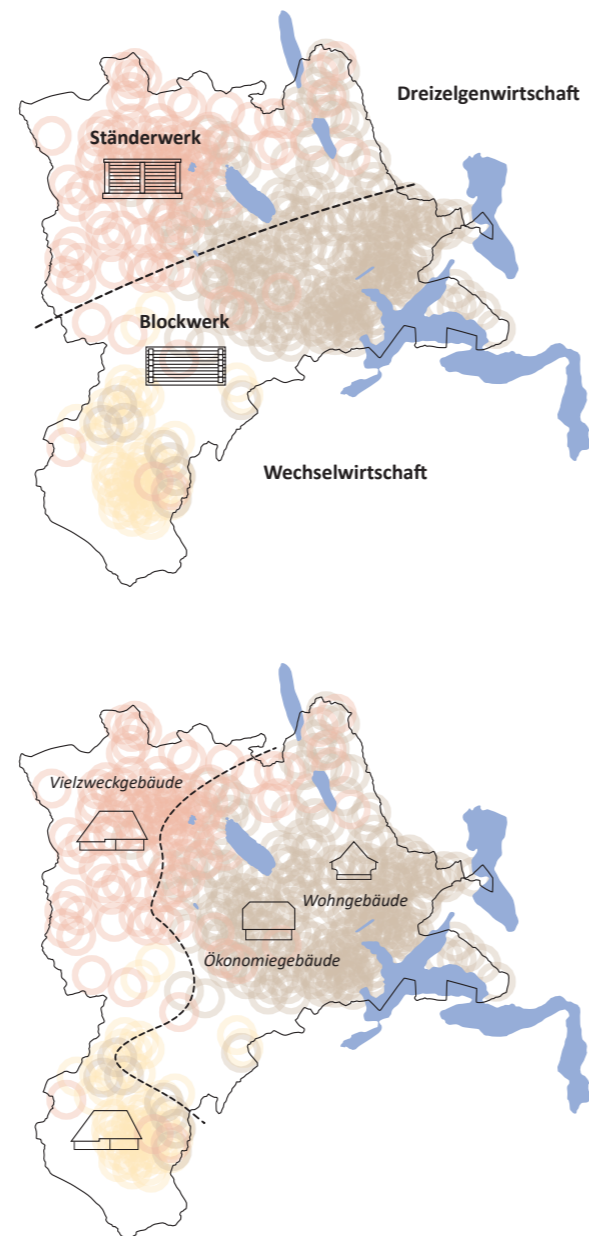 Dreizelgenwirtschaft
Ständerwerk
Blockwerk
Wechselwirtschaft
Vielzweckgebäude
Wohngebäude
Ökonomiegebäude